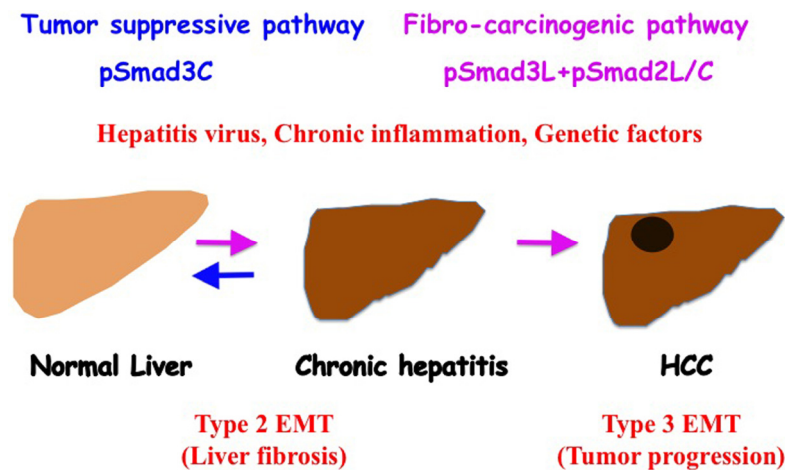 Tumor suppressive pathway
pSmad3C
Fibro-carcinogenic pathway
pSmad3L+pSmad2L/C
Hepatitis virus, Chronic inflammation, Genetic factors
Normal Liver
Chronic hepatitis
HCC
Type 2 EMT
(Liver fibrosis)
Type 3 EMT
(Tumor progression)